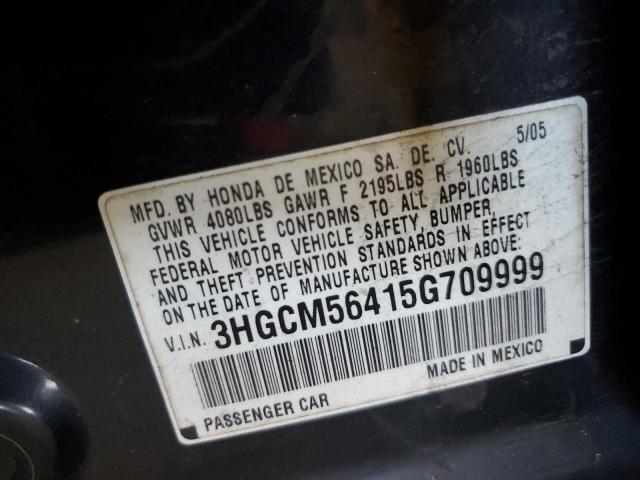 MFD. BY HONDA DE MEXICO SA. DE. CV. 5/05
GVWR 4080LBS GAWR F 2195LBS R 1960LBS
THIS VEHICLE CONFORMS TO ALL APPLICABLE
FEDERAL MOTOR VEHICLE SAFETY, BUMPER,
AND THEFT PREVENTION STANDARDS IN EFFECT
ON THE DATE OF MANUFACTURE SHOWN ABOVE:
V.I.N. 3HGCM56415G709999
PASSENGER CAR MADE IN MEXICO